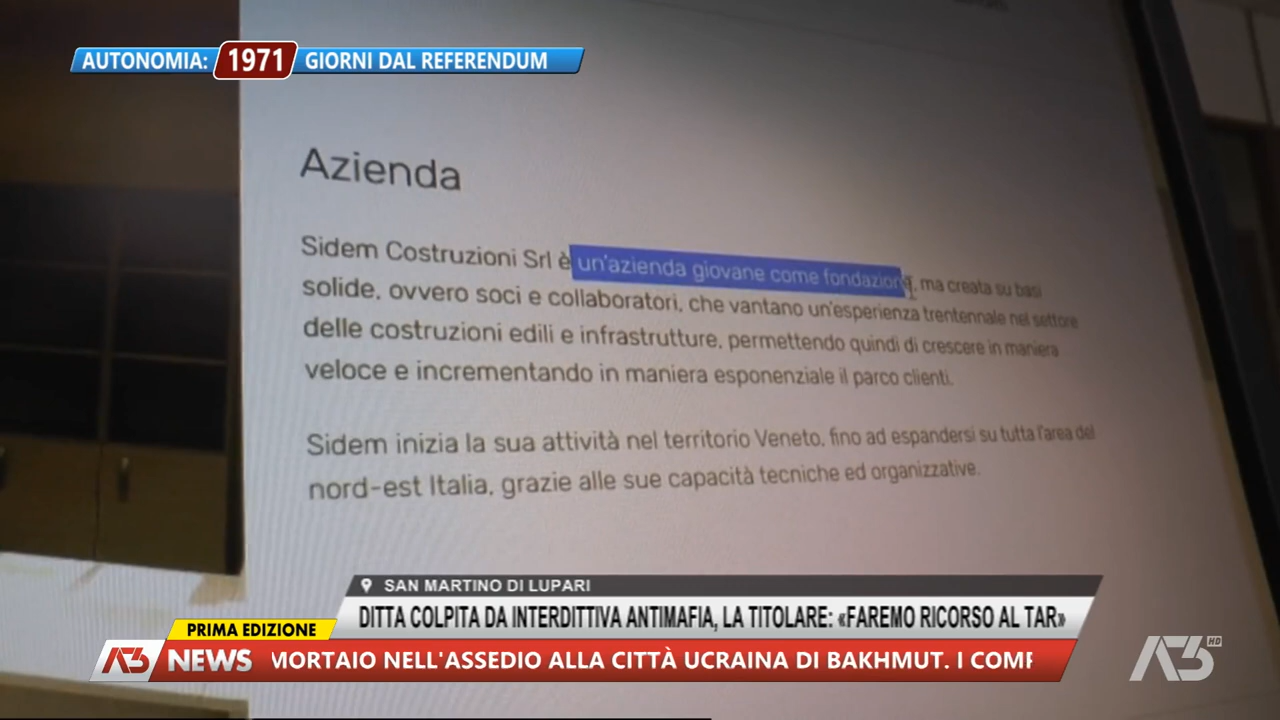 AUTONOMIA: 1971 GIORNI DAL REFERENDUM
Azienda
Sidem Costruzioni Srl è un'azienda giovane come fondazione, ma creata su basi
solide, ovvero soci e collaboratori, che vantano un'esperienza trentennale nel settore
delle costruzioni edili e infrastrutture, permettendo quindi di crescere in maniera
veloce e incrementando in maniera esponenziale il parco clienti.
Sidem inizia la sua attività nel territorio Veneto, fino ad espandersi su tutta l'area del
nord-est Italia, grazie alle sue capacità tecniche ed organizzative.
SAN MARTINO DI LUPARI
DITTA COLPITA DA INTERDITTIVA ANTIMAFIA, LA TITOLARE: «FAREMO RICORSO AL TAR»
PRIMA EDIZIONE
A3 NEWS MORTAIO NELL'ASSEDIO ALLA CITTÀ UCRAINA DI BAKHMUT. I
A3 HD